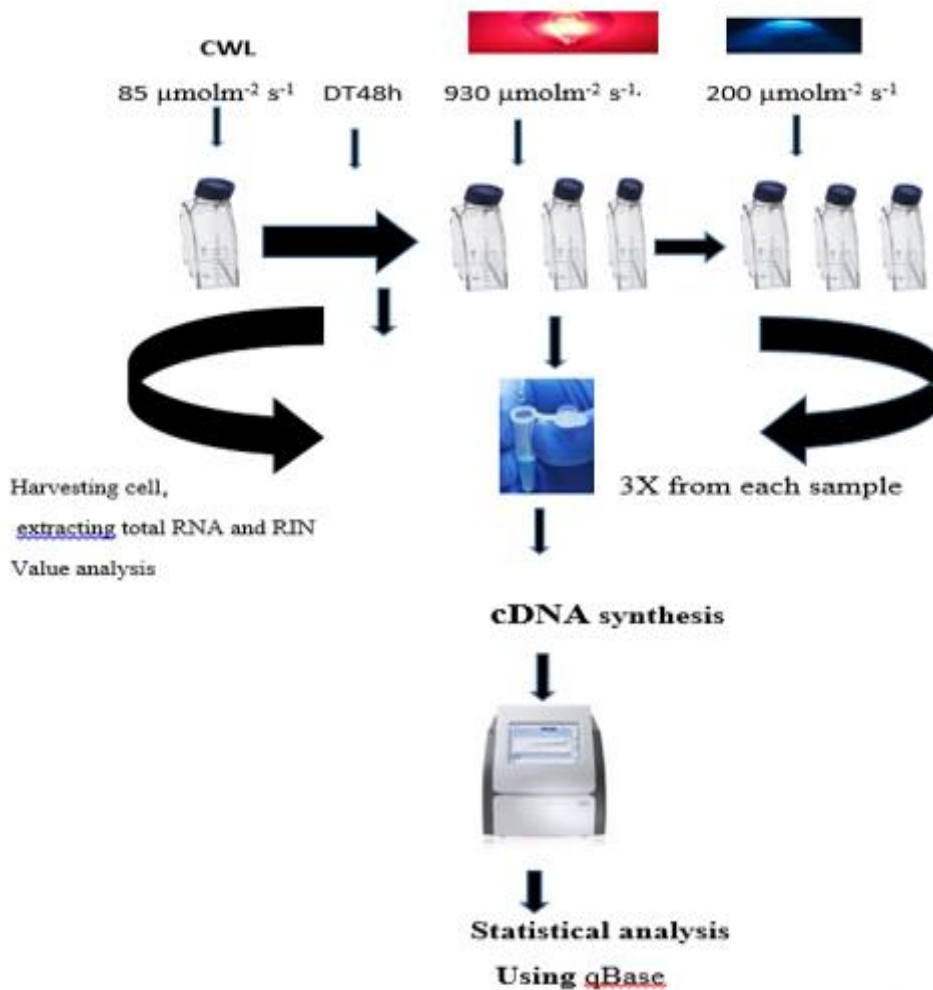 CWL
85 μmolm⁻² s⁻¹ DT48h 930 μmolm⁻² s⁻¹· 200 μmolm⁻² s⁻¹
Harvesting cell,
extracting total RNA and RIN
Value analysis
3X from each sample
cDNA synthesis
Statistical analysis
Using qBase